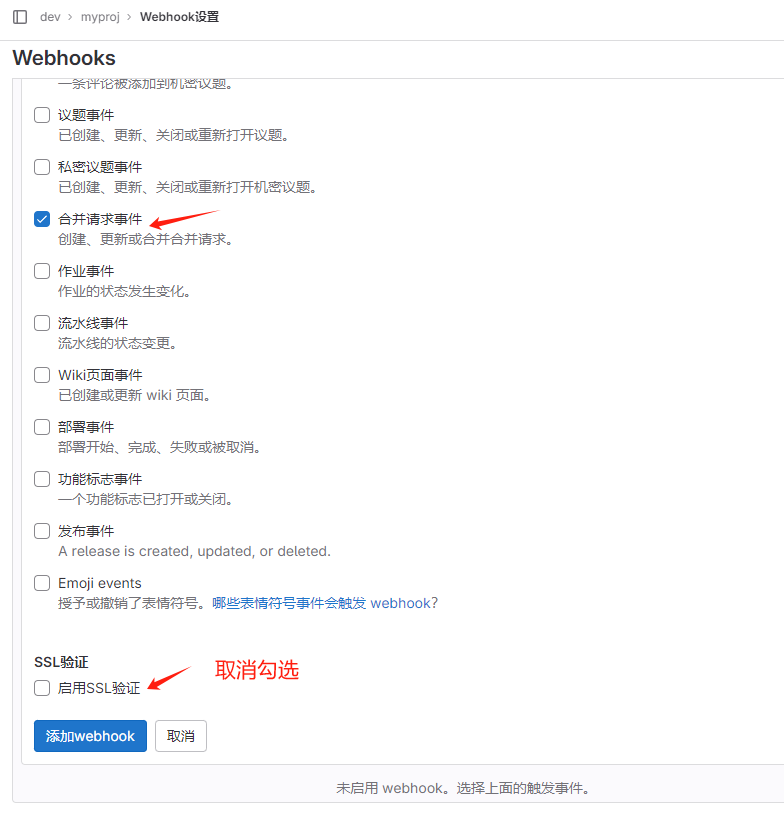 dev › myproj › Webhook设置
Webhooks
一条评论被添加到机密议题。
议题事件
已创建、更新、关闭或重新打开议题。
私密议题事件
已创建、更新、关闭或重新打开机密议题。
合并请求事件
创建、更新或合并合并请求。
作业事件
作业的状态发生变化。
流水线事件
流水线的状态变更。
Wiki页面事件
已创建或更新 wiki 页面。
部署事件
部署开始、完成、失败或被取消。
功能标志事件
一个功能标志已打开或关闭。
发布事件
A release is created, updated, or deleted.
Emoji events
授予或撤销了表情符号。哪些表情符号事件会触发 webhook?
SSL验证
启用SSL验证
取消勾选
添加webhook 取消
未启用 webhook。选择上面的触发事件。